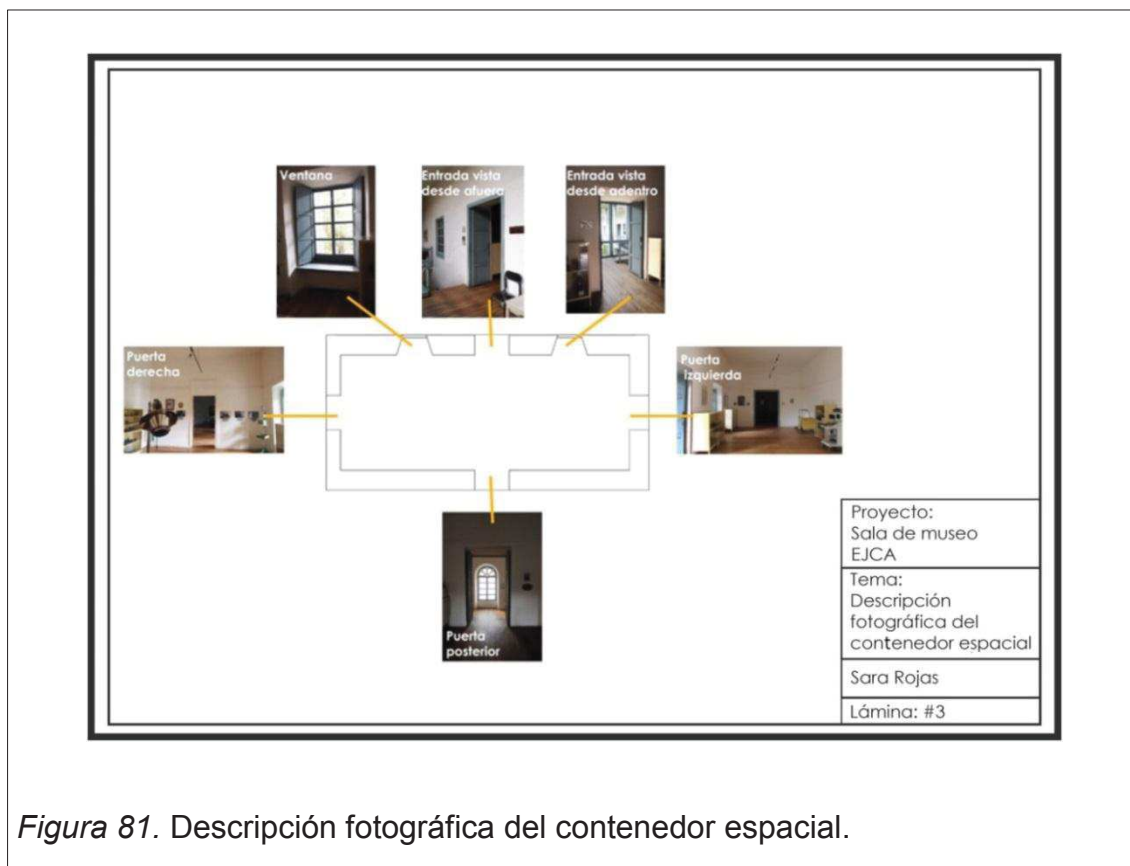 Ventana
Entrada vista
desde afuera
Entrada vista
desde adentro
Puerta
derecha
Puerta
izquierda
Puerta
posterior
Proyecto:
Sala de museo
EJCA
Tema:
Descripción
fotográfica del
contenedor espacial
Sara Rojas
Lámina: #3
Figura 81. Descripción fotográfica del contenedor espacial.